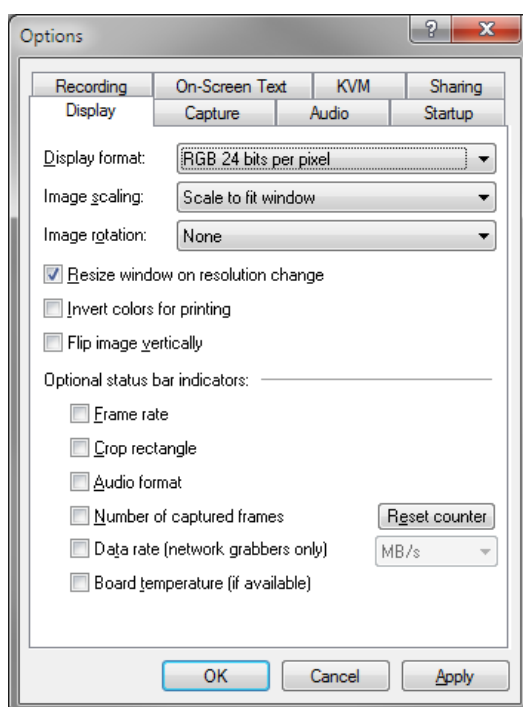 Options
Recording On-Screen Text KVM Sharing
Display Capture Audio Startup
Display format: RGB 24 bits per pixel
Image scaling: Scale to fit window
Image rotation: None
Resize window on resolution change
Invert colors for printing
Flip image vertically
Optional status bar indicators:
Frame rate
Crop rectangle
Audio format
Number of captured frames Reset counter
Data rate (network grabbers only) MB/s
Board temperature (if available)
OK Cancel Apply